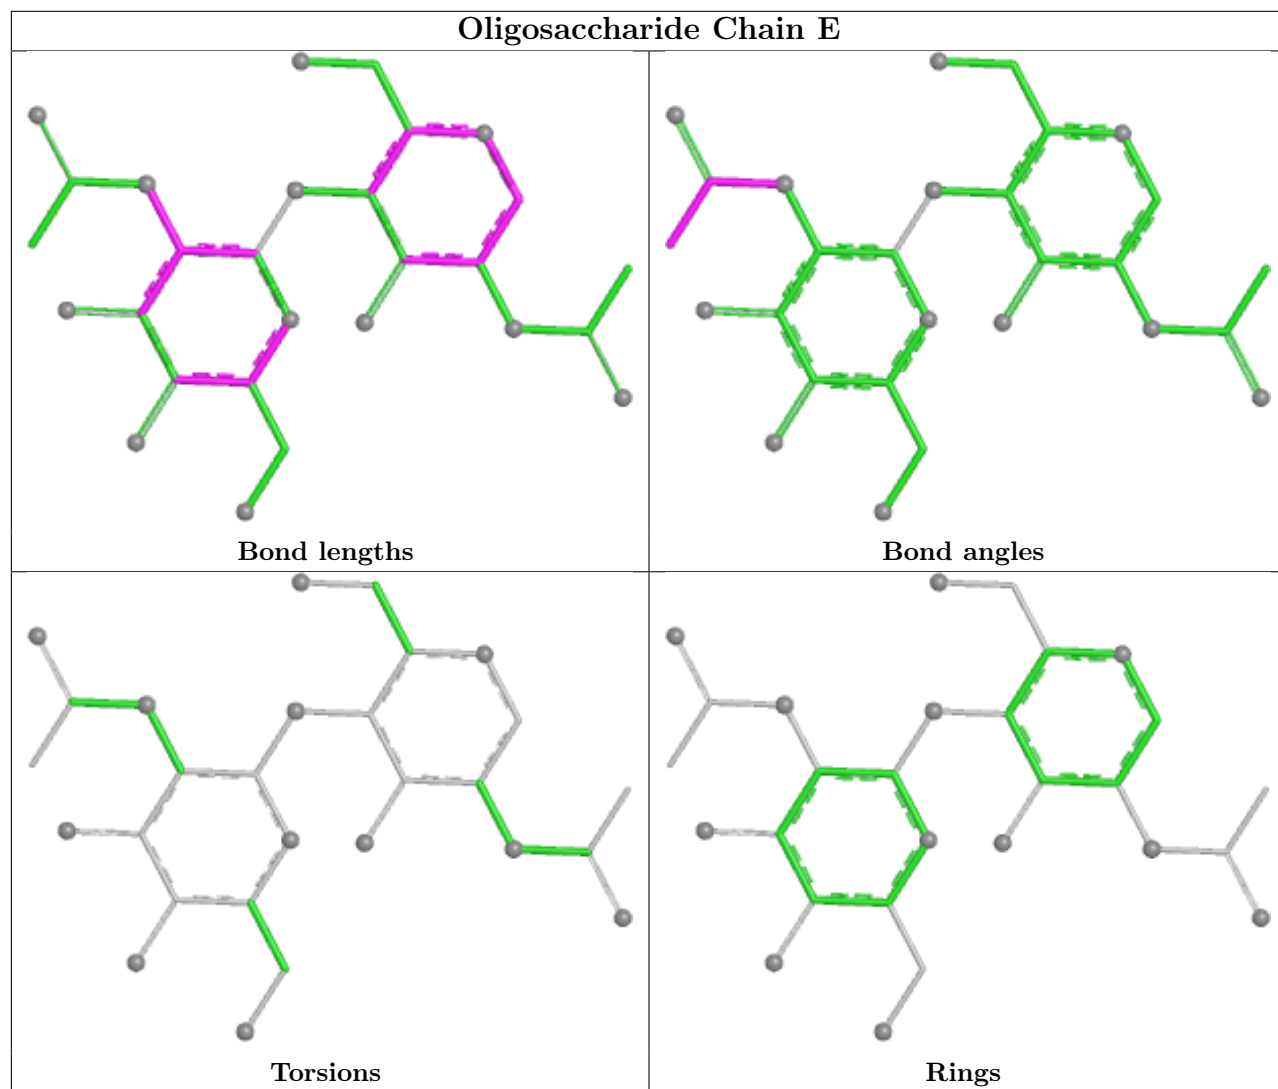 Oligosaccharide Chain E
Bond lengths
Bond angles
Torsions
Rings